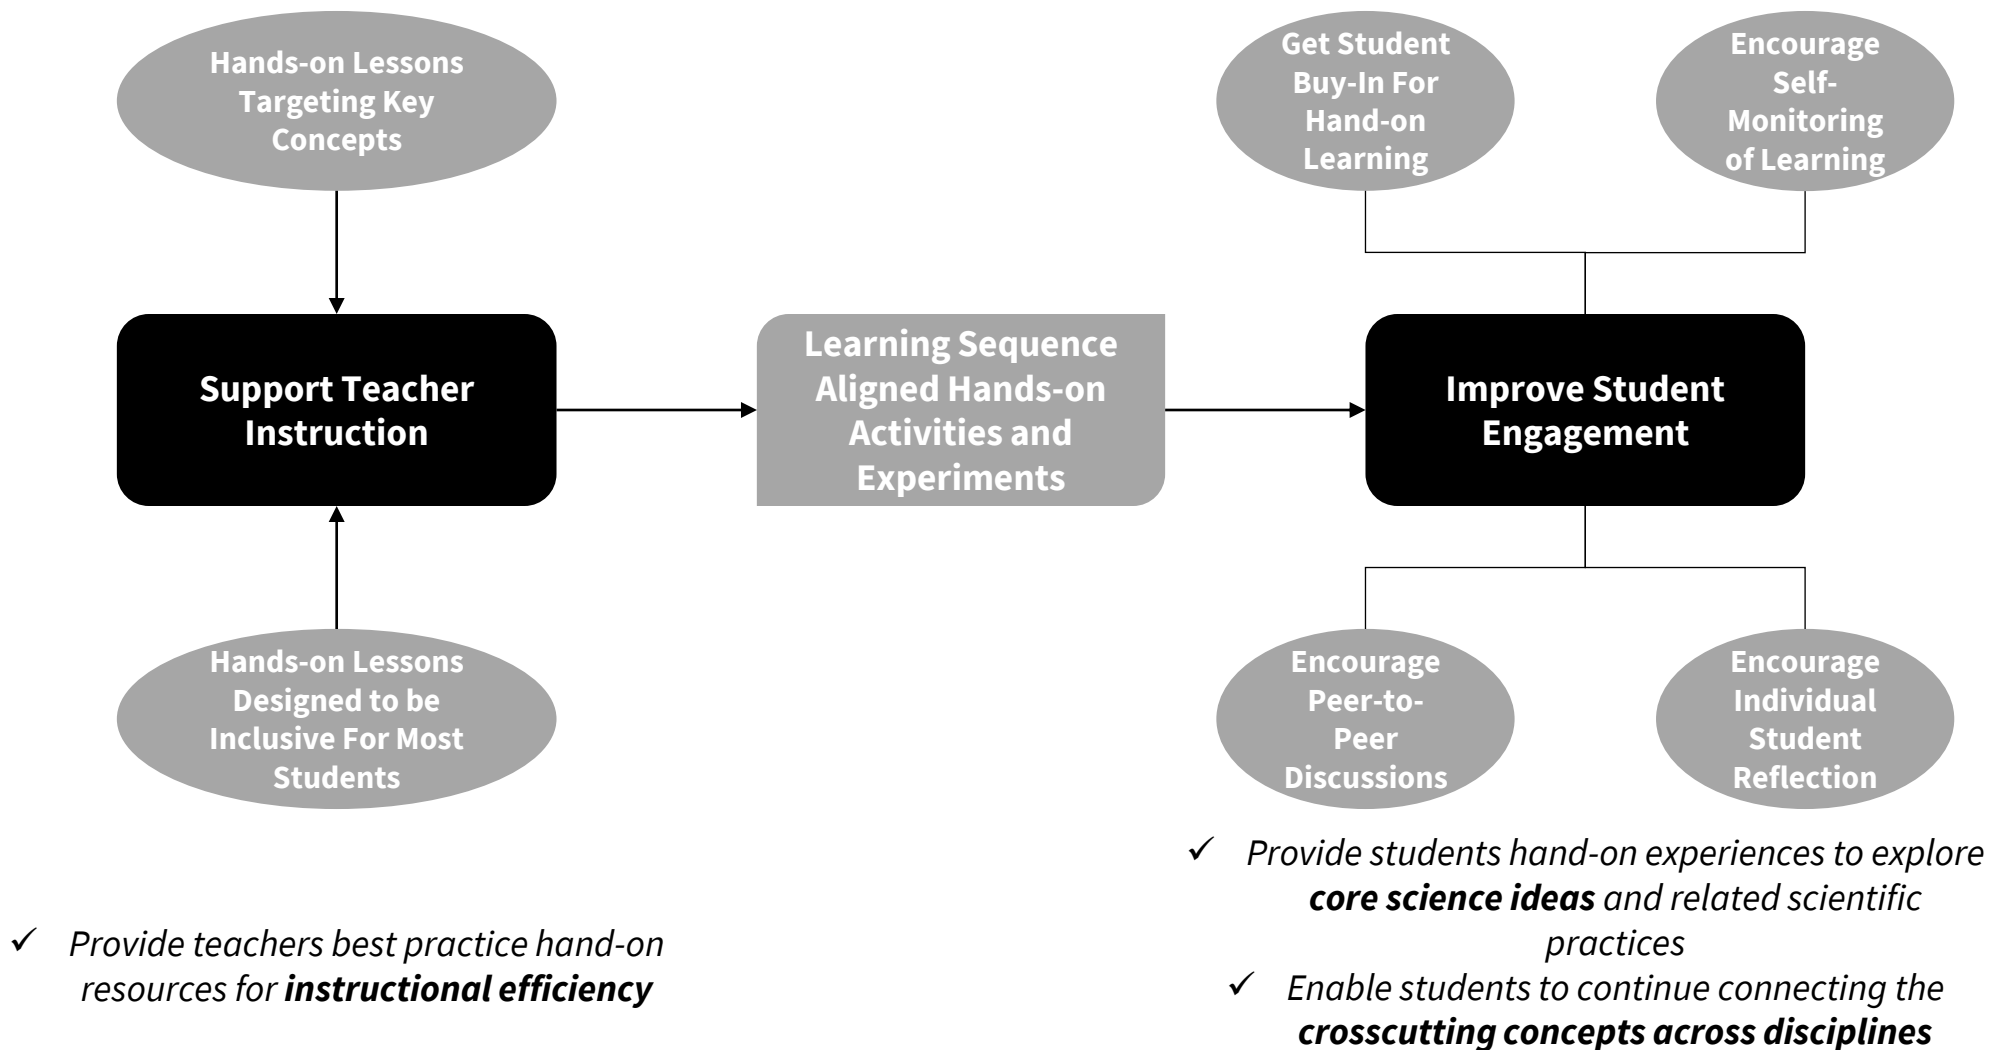 Hands-on Lessons
Targeting Key
Concepts
Get Student
Buy-In For
Hand-on
Learning
Encourage
Self-
Monitoring
of Learning
Support Teacher
Instruction
Learning Sequence
Aligned Hands-on
Activities and
Experiments
Improve Student
Engagement
Hands-on Lessons
Designed to be
Inclusive For Most
Students
Encourage
Peer-to-
Peer
Discussions
Encourage
Individual
Student
Reflection
✓ Provide teachers best practice hand-on
resources for instructional efficiency
✓ Provide students hand-on experiences to explore
core science ideas and related scientific
practices
✓ Enable students to continue connecting the
crosscutting concepts across disciplines